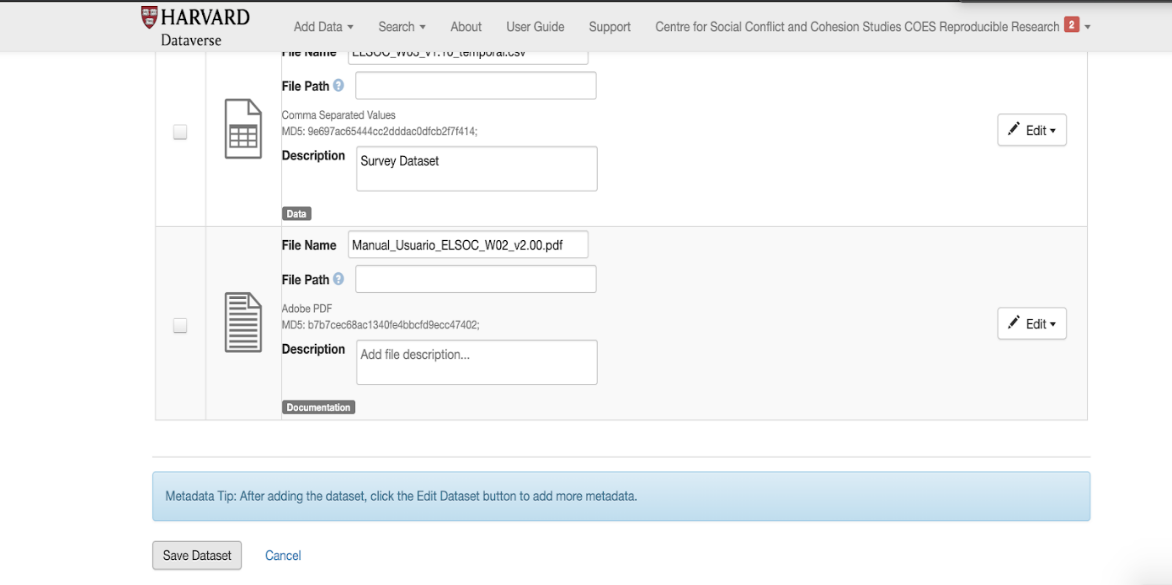 HARVARD
Dataverse
Add Data
Search
About
User Guide
Support
Centre for Social Conflict and Cohesion Studies COES Reproducible Research 2
File Name ELSOC_W03_v1.10_temporal.csv
File Path ?
Comma Separated Values
MD5: 9e697ac65444cc2dddac0dfcb2f7f414;
Description Survey Dataset
Data
Edit
File Name Manual_Usuario_ELSOC_W02_v2.00.pdf
File Path ?
Adobe PDF
MD5: b7b7cec68ac1340fe4bbcfd9ecc47402;
Description Add file description...
Documentation
Edit
Metadata Tip: After adding the dataset, click the Edit Dataset button to add more metadata.
Save Dataset Cancel